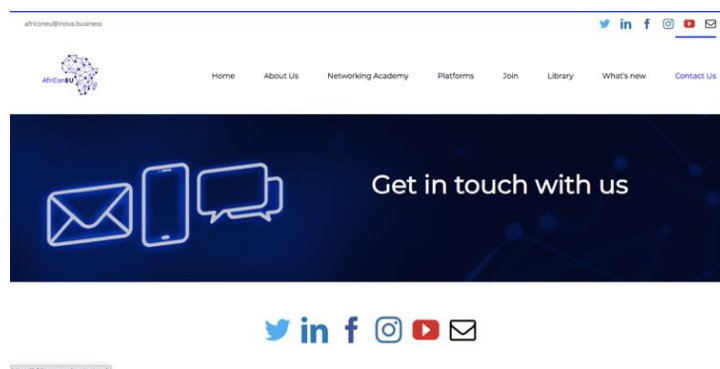 africoneu@inova.business
AfriConEU
Home About Us Networking Academy Platforms Join Library What's new Contact Us
Get in touch with us